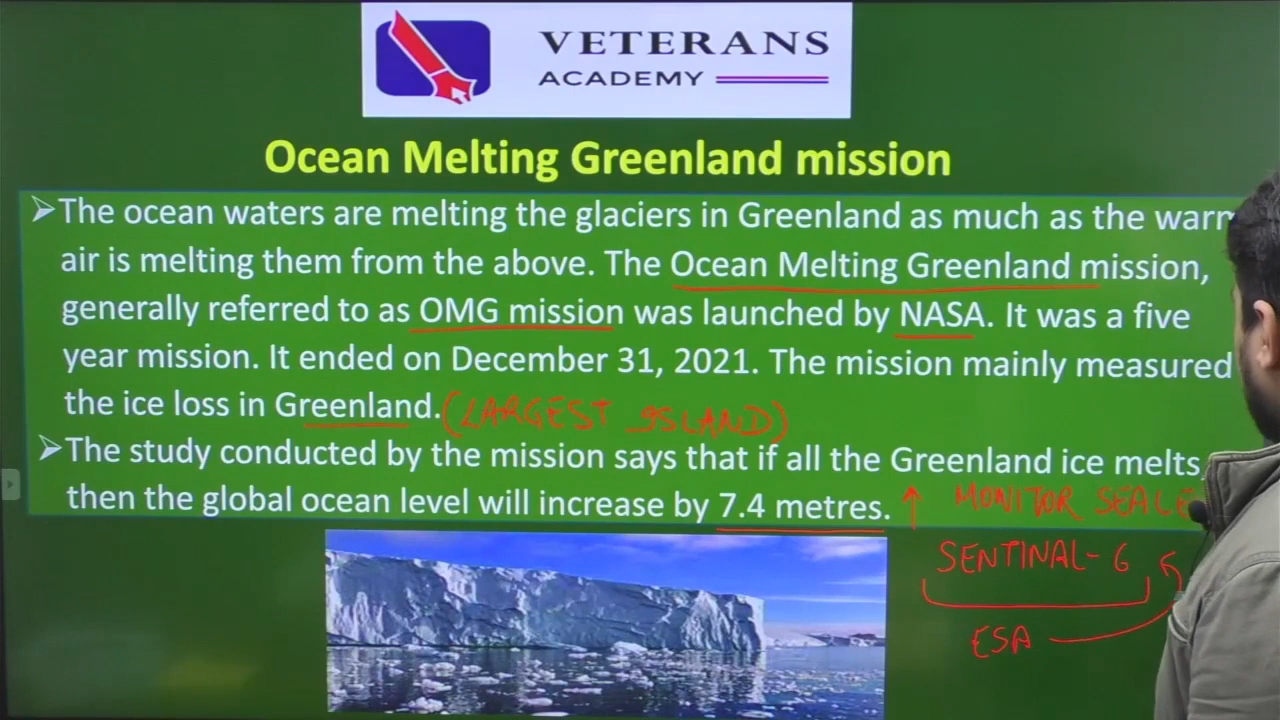 VETERANS
ACADEMY
Ocean Melting Greenland mission
➢The ocean waters are melting the glaciers in Greenland as much as the warm
air is melting them from the above. The Ocean Melting Greenland mission,
generally referred to as OMG mission was launched by NASA. It was a five
year mission. It ended on December 31, 2021. The mission mainly measured
the ice loss in Greenland. (LARGEST ISLAND)
➢The study conducted by the mission says that if all the Greenland ice melts
then the global ocean level will increase by 7.4 metres. ↑ MONITOR SEALE
SENTINAL-6
ESA